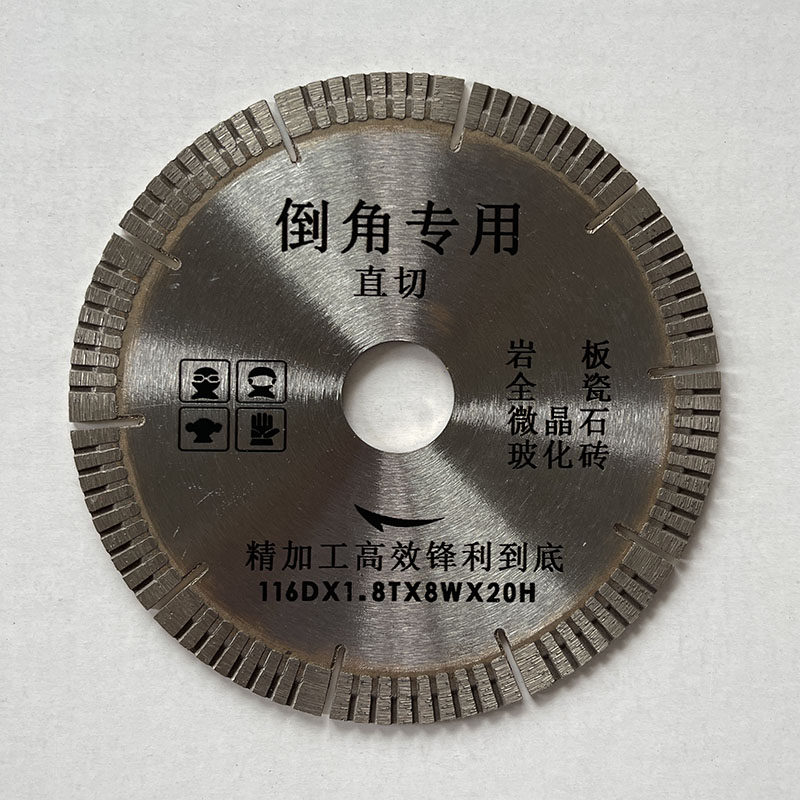 倒角专用
直切
岩 板
全 瓷
微晶石
玻化砖
精加工高效锋利到底
116DX1.8TX8WX20H